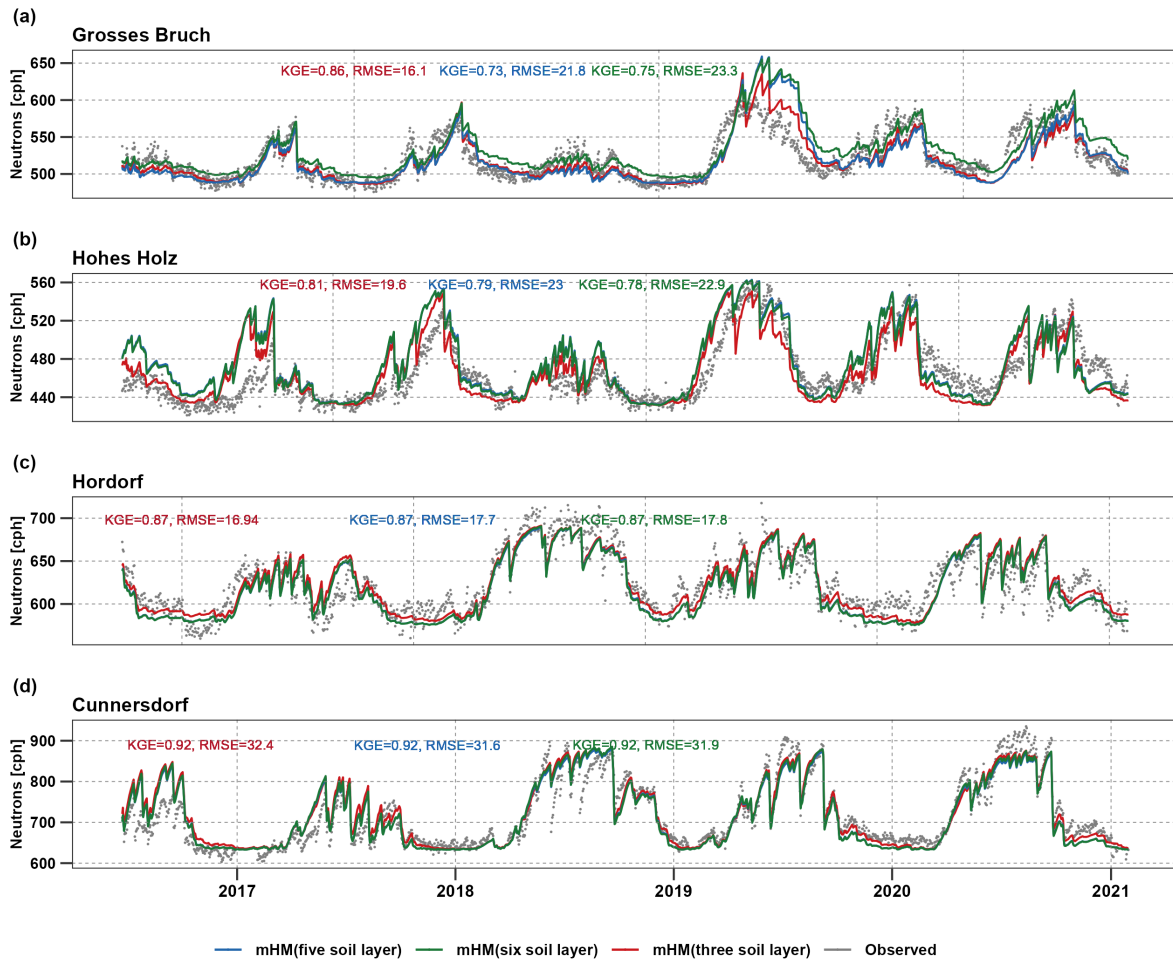 (a)
Grosses Bruch
KGE=0.86, RMSE=16.1 KGE=0.73, RMSE=21.8 KGE=0.75, RMSE=23.3
Neutrons [cph]
650
600
550
500
(b)
Hohes Holz
KGE=0.81, RMSE=19.6 KGE=0.79, RMSE=23 KGE=0.78, RMSE=22.9
Neutrons [cph]
560
520
480
440
(c)
Hordorf
KGE=0.87, RMSE=16.94 KGE=0.87, RMSE=17.7 KGE=0.87, RMSE=17.8
Neutrons [cph]
700
650
600
(d)
Cunnersdorf
KGE=0.92, RMSE=32.4 KGE=0.92, RMSE=31.6 KGE=0.92, RMSE=31.9
Neutrons [cph]
900
800
700
600
2017 2018 2019 2020 2021
mHM(five soil layer) mHM(six soil layer) mHM(three soil layer) Observed